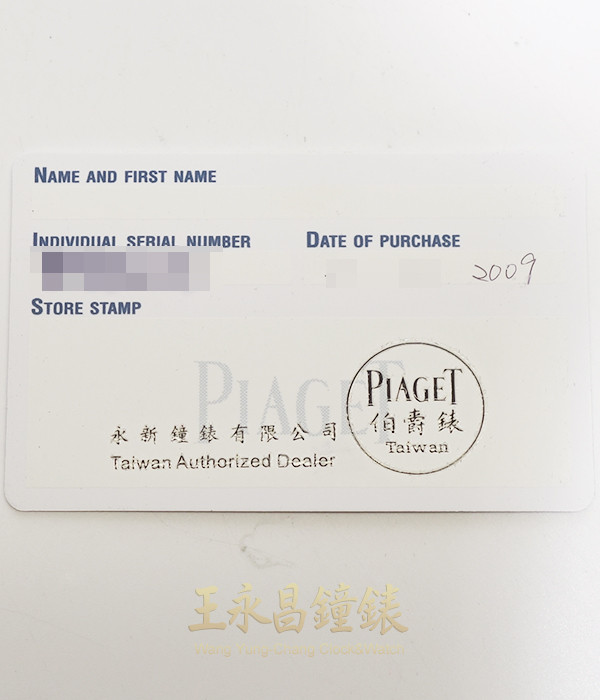 NAME AND FIRST NAME
INDIVIDUAL SERIAL NUMBER
DATE OF PURCHASE
2009
STORE STAMP
PIAGET
PIAGET
伯爵錶
Taiwan
永新鐘錶有限公司
Taiwan Authorized Dealer
王永昌鐘錶